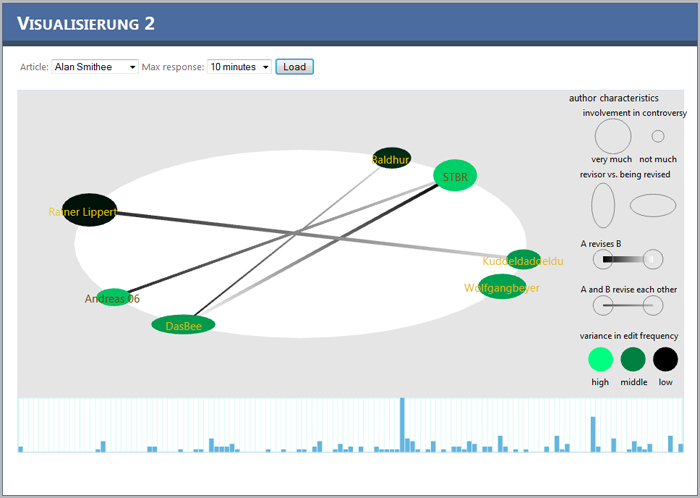 Visualisierung 2
Article: Alan Smithee Max response: 10 minutes Load
author characteristics
involvement in controversy
very much not much
revisor vs. being revised
A revises B
A and B revise each other
variance in edit frequency
high middle low
Baldhur
STBR
Rainer Lippert
Kuddeldaddeldu
Wolfgangbeyer
Andreas 06
DasBee